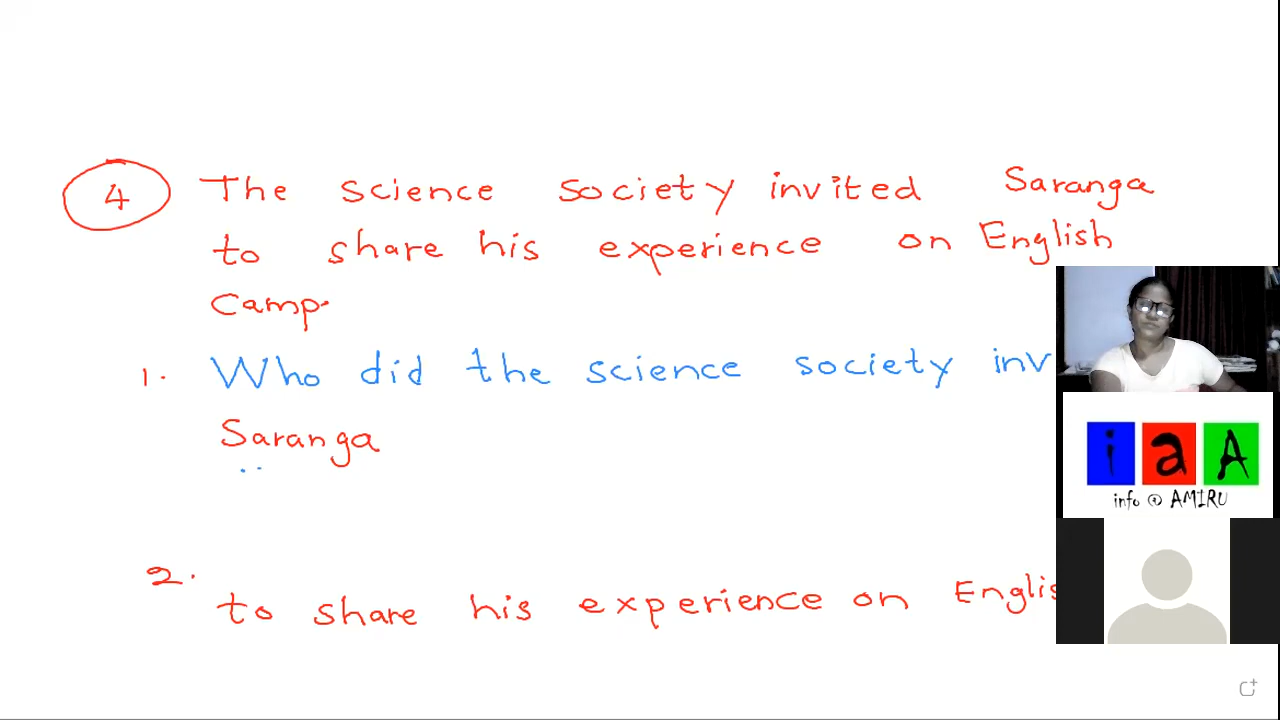 4 The science society invited Saranga
to share his experience on English
Camp.
1. Who did the science society inv
Saranga
2.
to share his experience on Englis
i a A
info @ AMIRU